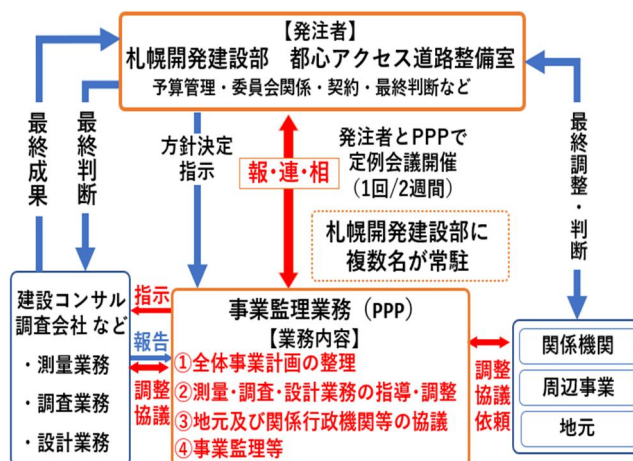 【発注者】
札幌開発建設部　都心アクセス道路整備室
予算管理・委員会関係・契約・最終判断など
最終成果
最終判断
方針決定
指示
報・連・相
発注者とPPPで
定例会議開催
(1回/2週間)
最終調整・判断
札幌開発建設部に
複数名が常駐
建設コンサル
調査会社 など
・測量業務
・調査業務
・設計業務
指示
報告
調整
協議
事業監理業務（PPP）
【業務内容】
①全体事業計画の整理
②測量・調査・設計業務の指導・調整
③地元及び関係行政機関等の協議
④事業監理等
調整
協議
依頼
関係機関
周辺事業
地元